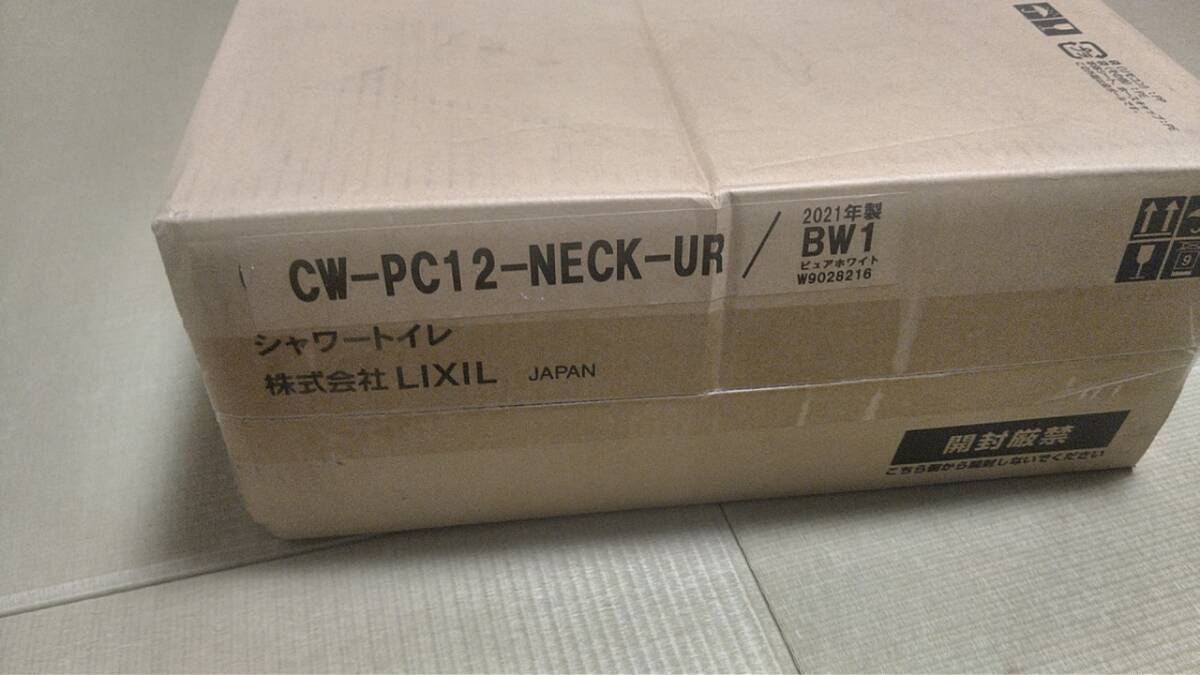 CW-PC12-NECK-UR / 2021年製
BW1
ピュアホワイト
W9028216
シャワートイレ
株式会社 LIXIL JAPAN
開封厳禁
こちら側から開封しないでください